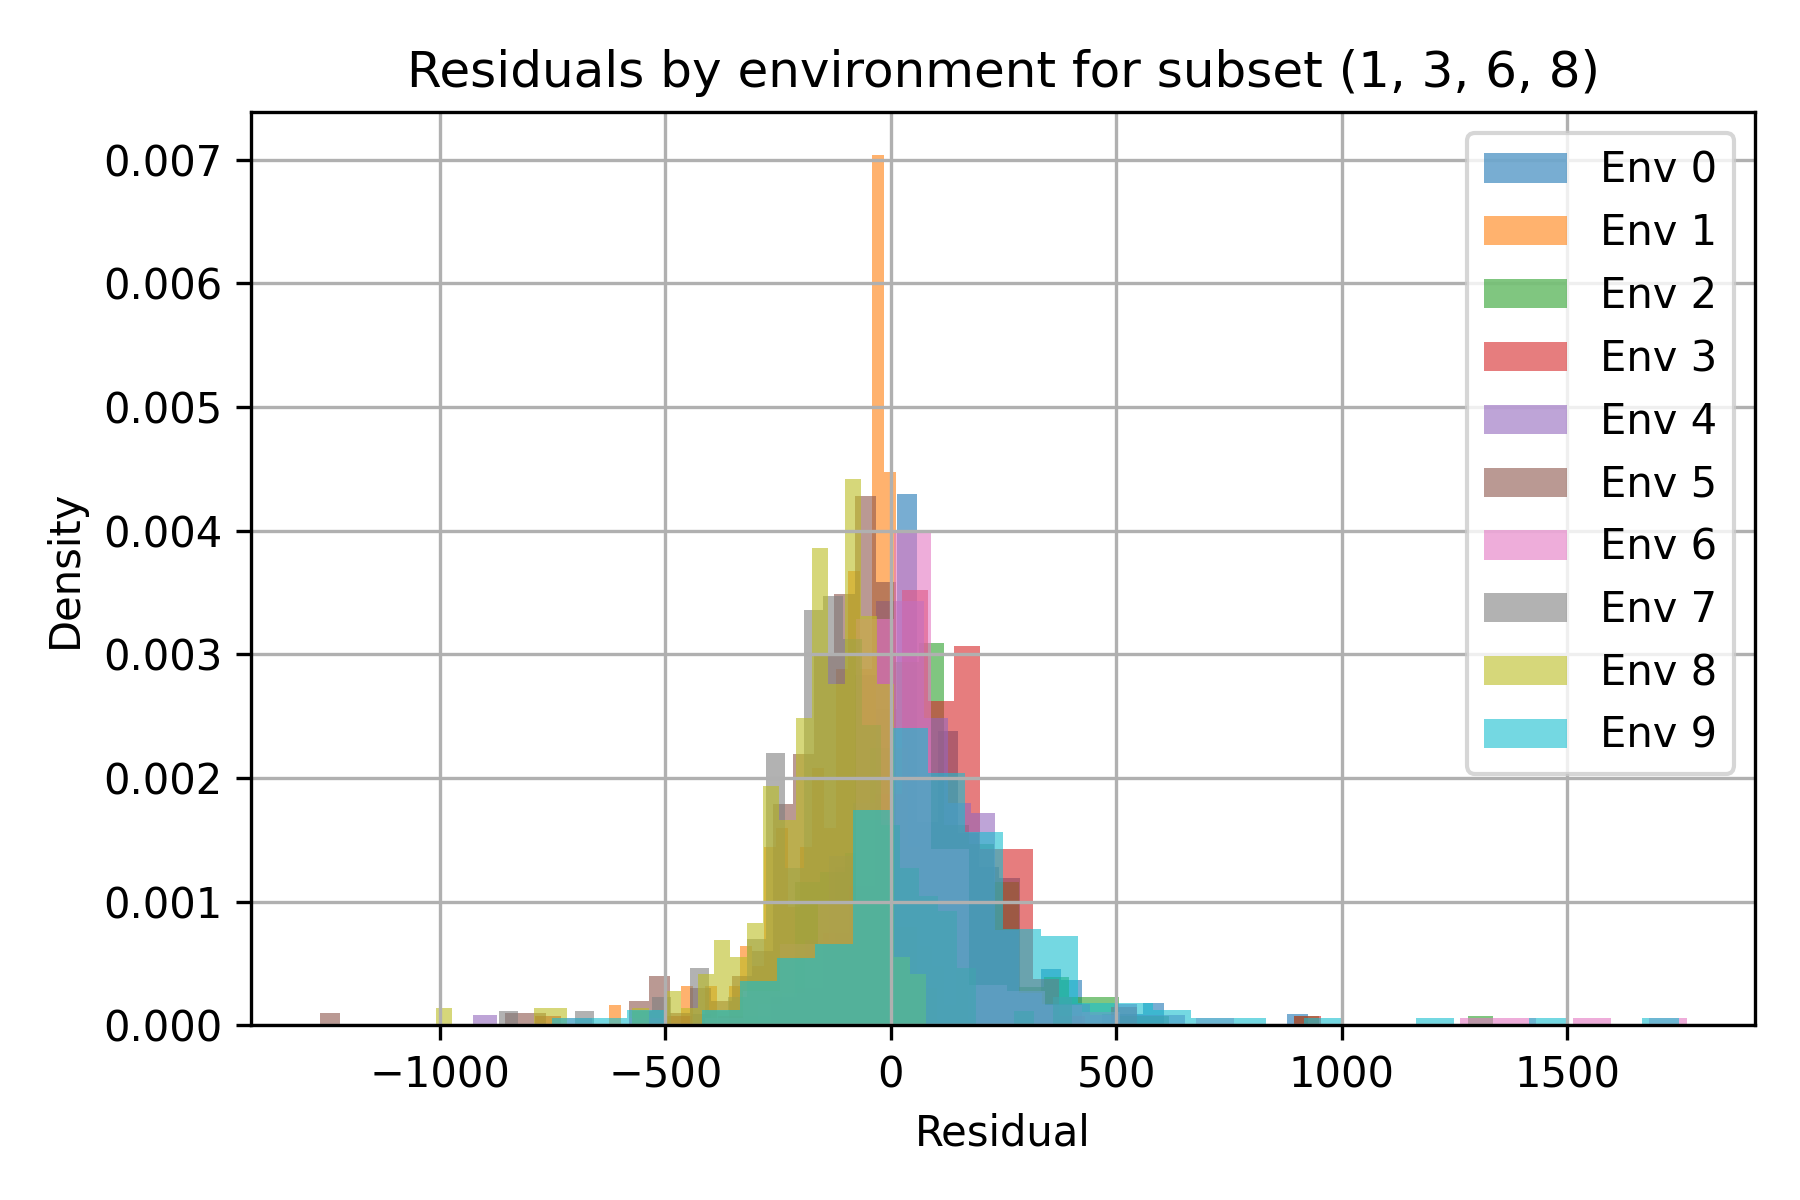 Residuals by environment for subset (1, 3, 6, 8)
0.007
0.006
0.005
0.004
0.003
0.002
0.001
0.000
Density
−1000
−500
0
500
1000
1500
Residual
Env 0
Env 1
Env 2
Env 3
Env 4
Env 5
Env 6
Env 7
Env 8
Env 9